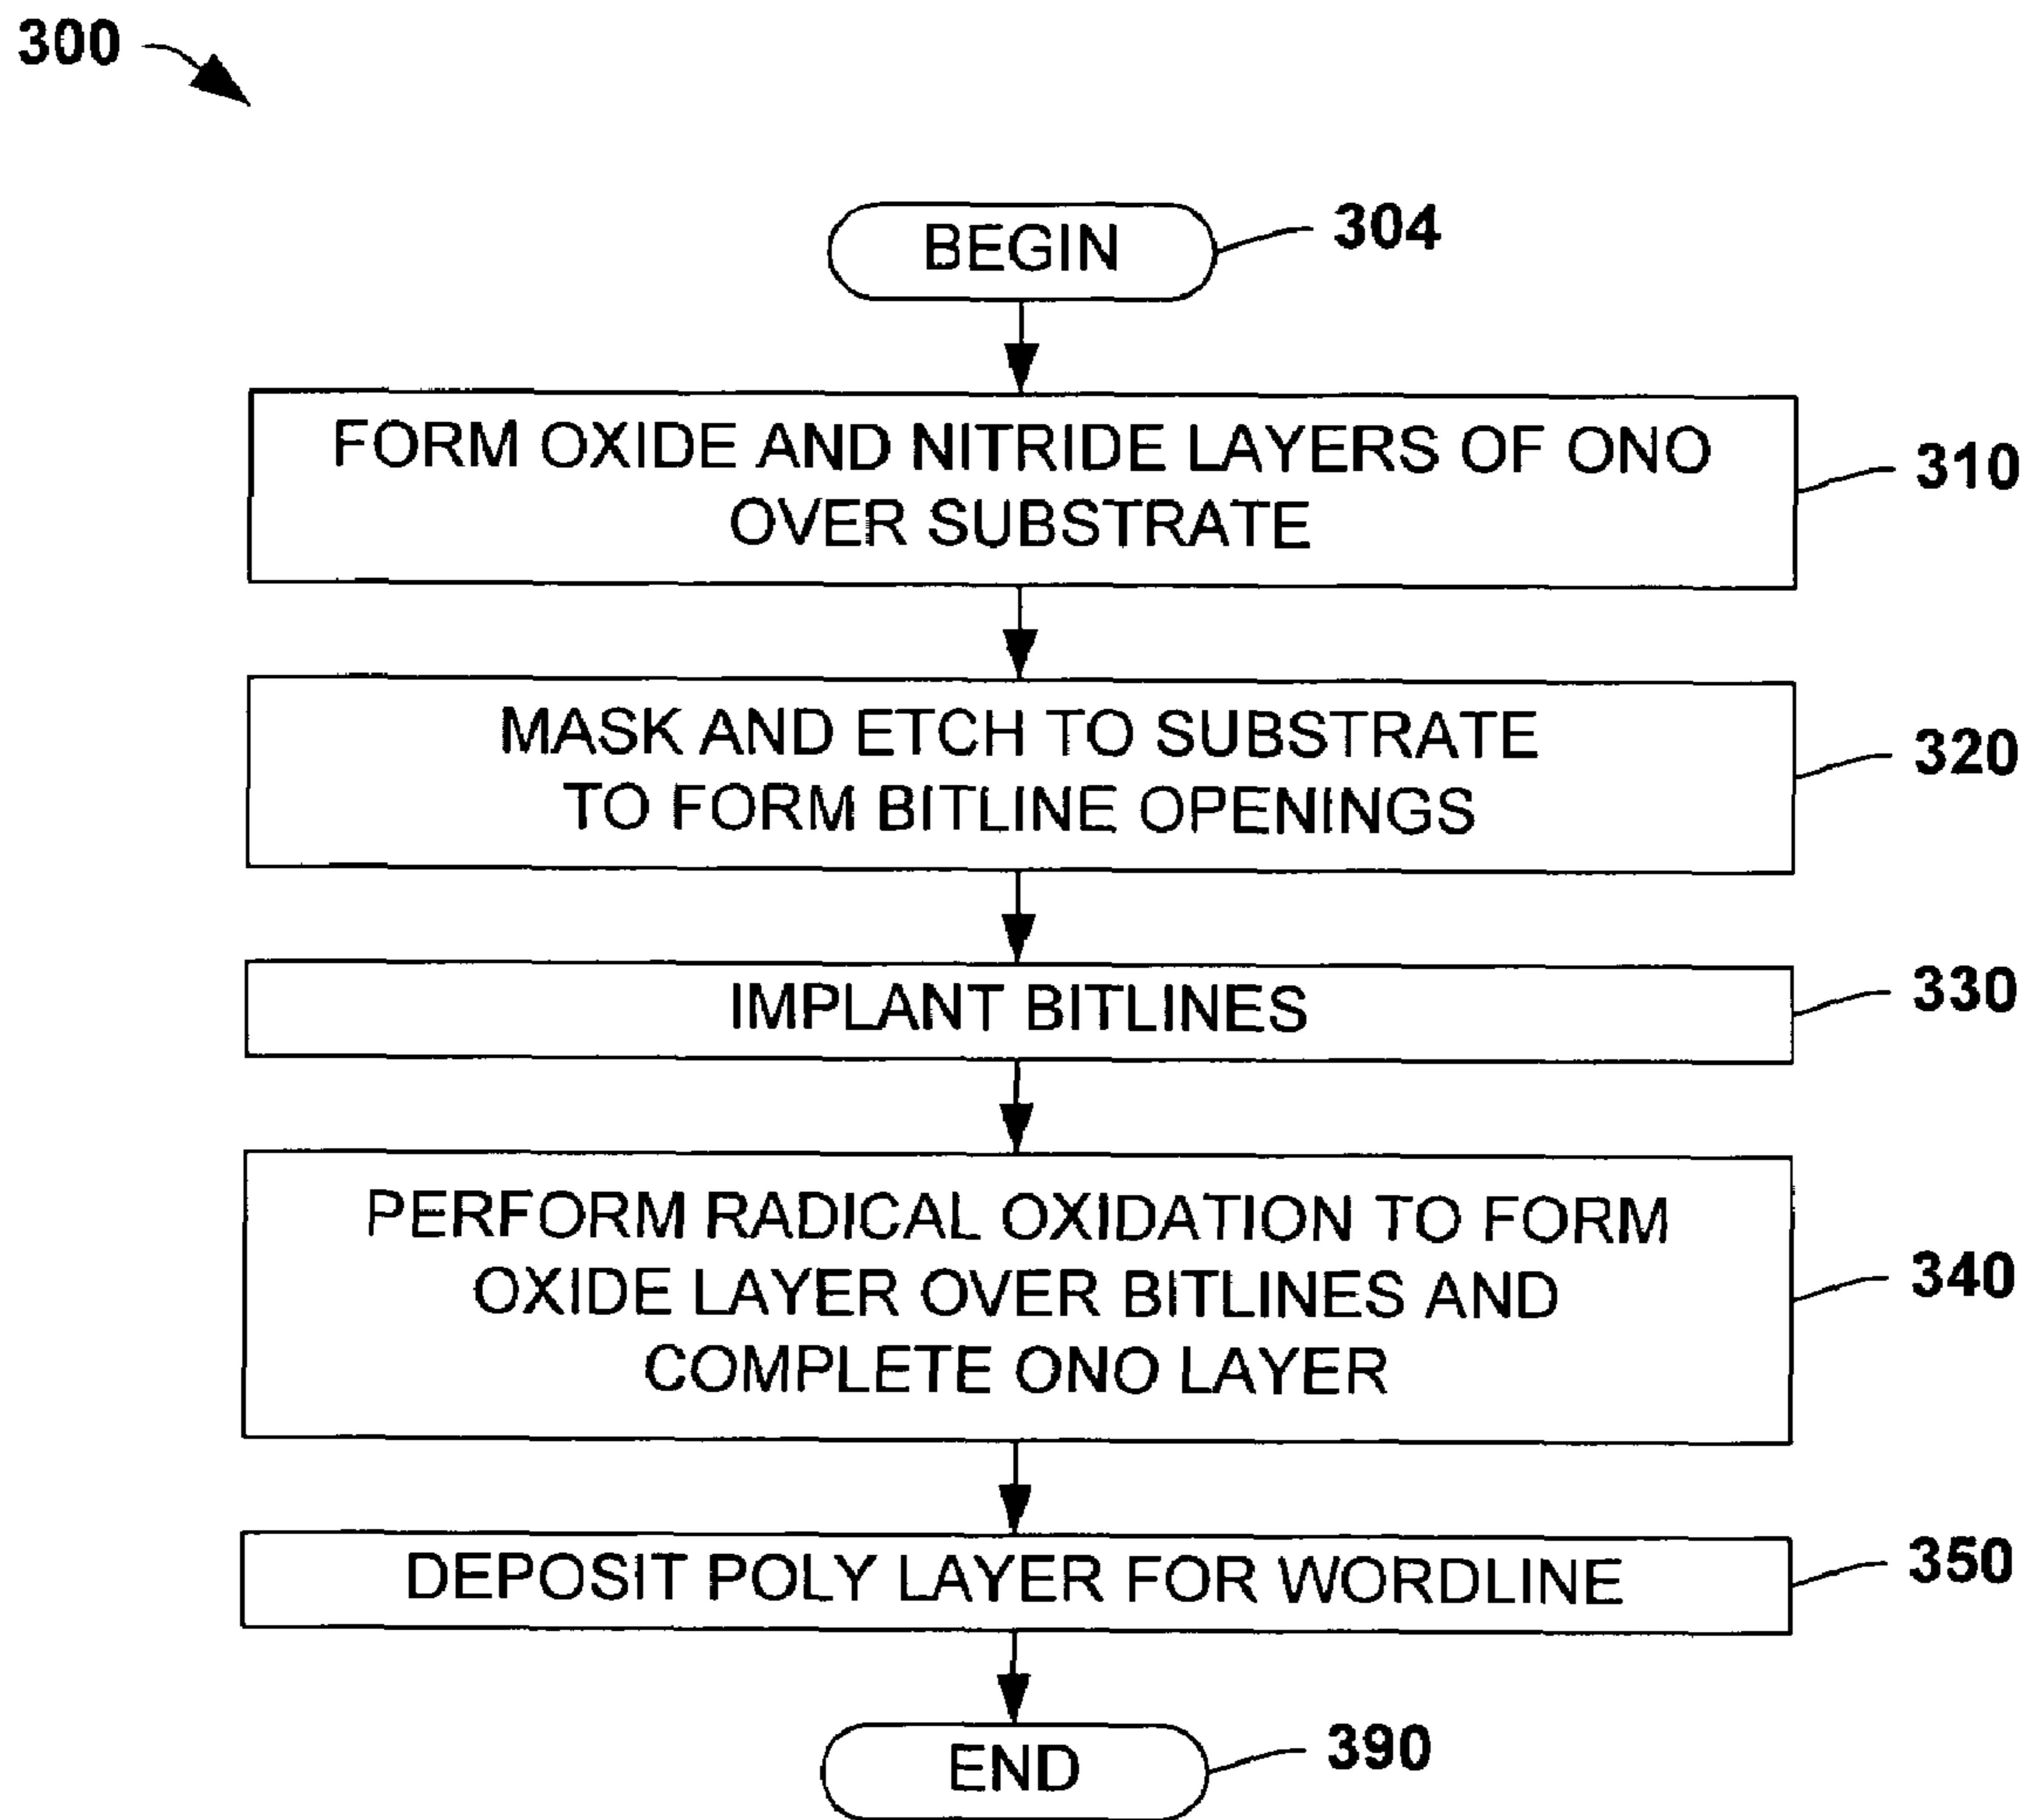 300
BEGIN
304
FORM OXIDE AND NITRIDE LAYERS OF ONO
OVER SUBSTRATE
310
MASK AND ETCH TO SUBSTRATE
TO FORM BITLINE OPENINGS
320
IMPLANT BITLINES
330
PERFORM RADICAL OXIDATION TO FORM
OXIDE LAYER OVER BITLINES AND
COMPLETE ONO LAYER
340
DEPOSIT POLY LAYER FOR WORDLINE
350
END
390